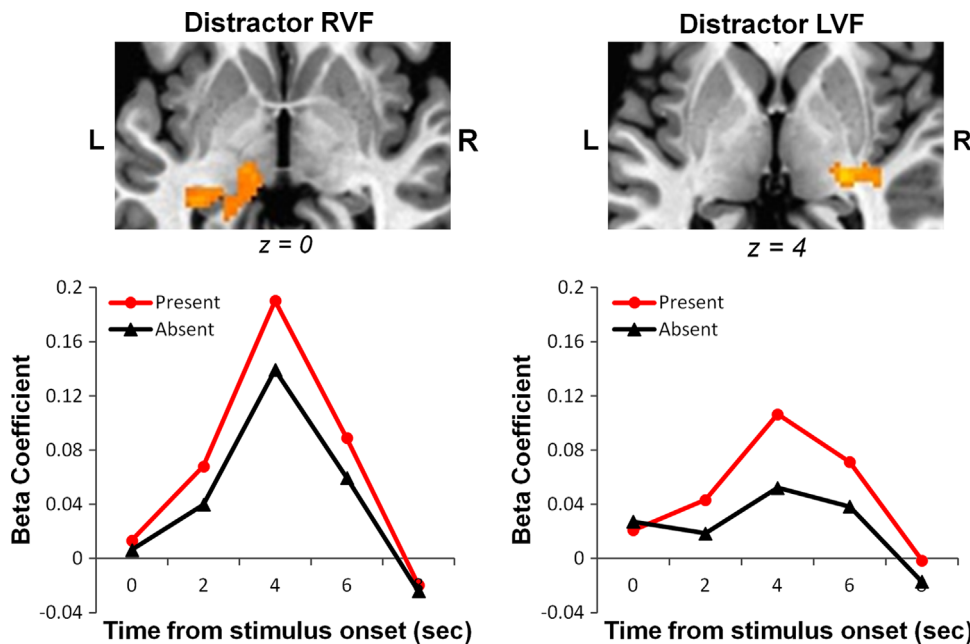 Distractor RVF
Distractor LVF
L
R
L
R
z = 0
z = 4
Beta Coefficient
0.2
0.16
0.12
0.08
0.04
0
-0.04
Present
Absent
0 2 4 6
Time from stimulus onset (sec)
Beta Coefficient
0.2
0.16
0.12
0.08
0.04
0
-0.04
Present
Absent
0 2 4 6
Time from stimulus onset (sec)